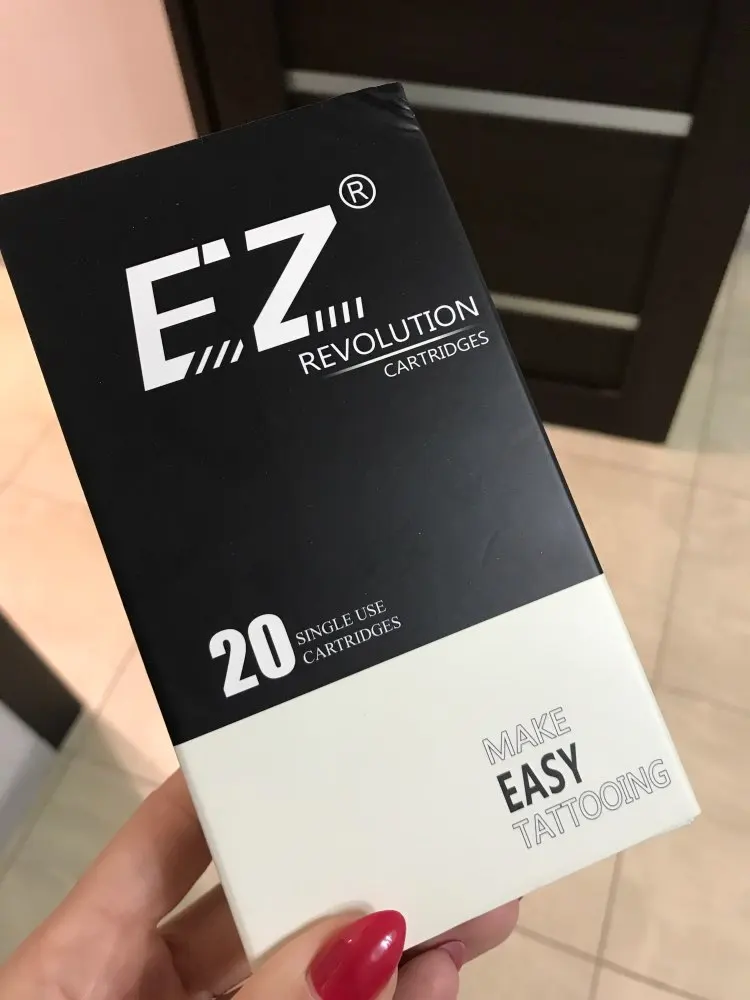 EZ®
REVOLUTION
CARTRIDGES
20 SINGLE USE
CARTRIDGES
MAKE
EASY
TATTOOING